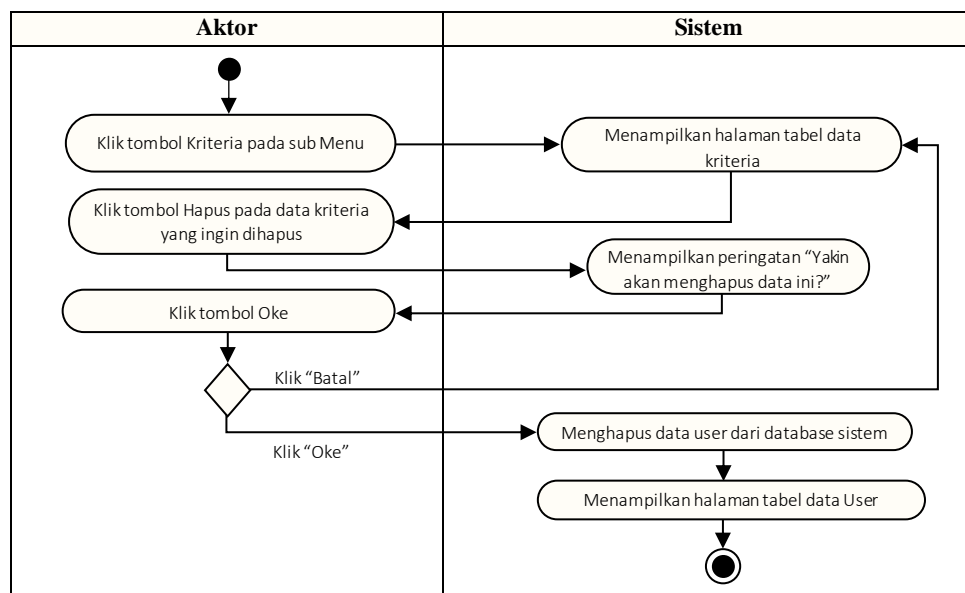 Aktor
Sistem
Klik tombol Kriteria pada sub Menu
Menampilkan halaman tabel data
kriteria
Klik tombol Hapus pada data kriteria
yang ingin dihapus
Menampilkan peringatan “Yakin
akan menghapus data ini?”
Klik tombol Oke
Klik “Batal”
Klik “Oke”
Menghapus data user dari database sistem
Menampilkan halaman tabel data User